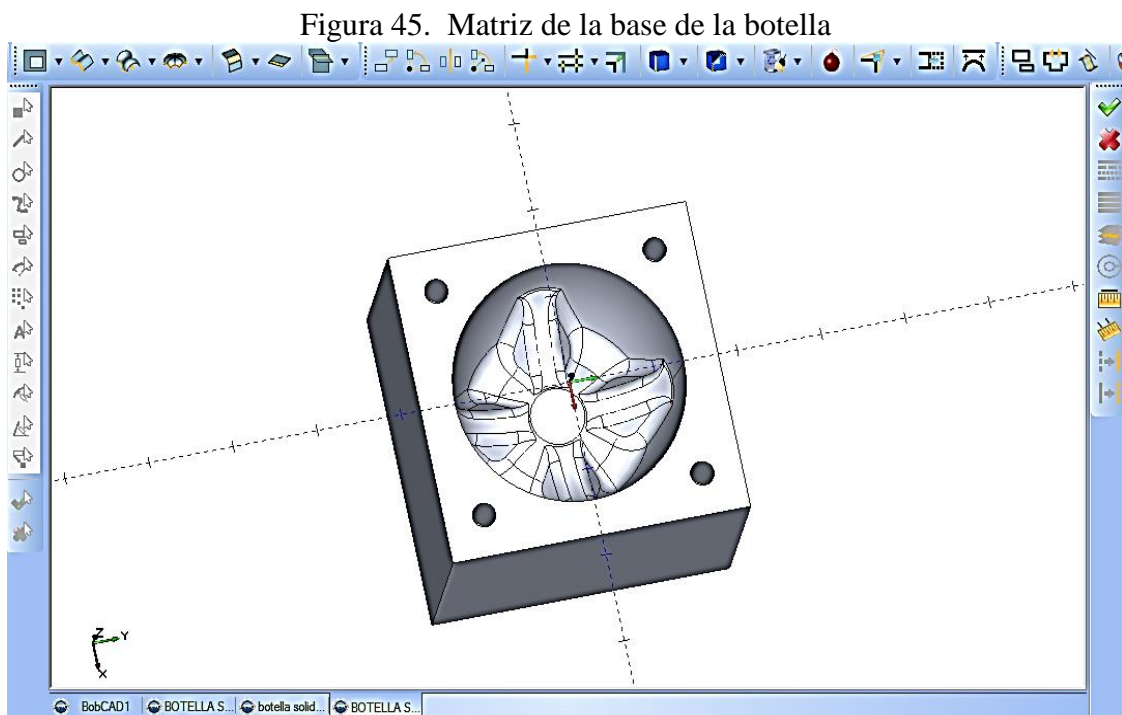 Figura 45. Matriz de la base de la botella
A
Z
Y
X
BobCAD1 BOTELLA S... botella solid... BOTELLA S...